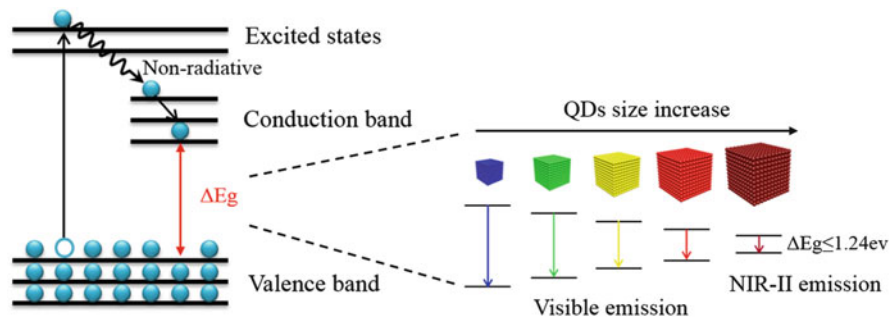 Excited states
Non-radiative
Conduction band
ΔEg
Valence band
QDs size increase
ΔEg≤1.24ev
Visible emission
NIR-II emission